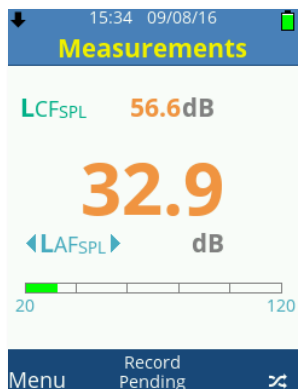 15:34 09/08/16
Measurements
LCFSPL 56.6dB
32.9
LAFSPL dB
20 120
Record
Menu Pending